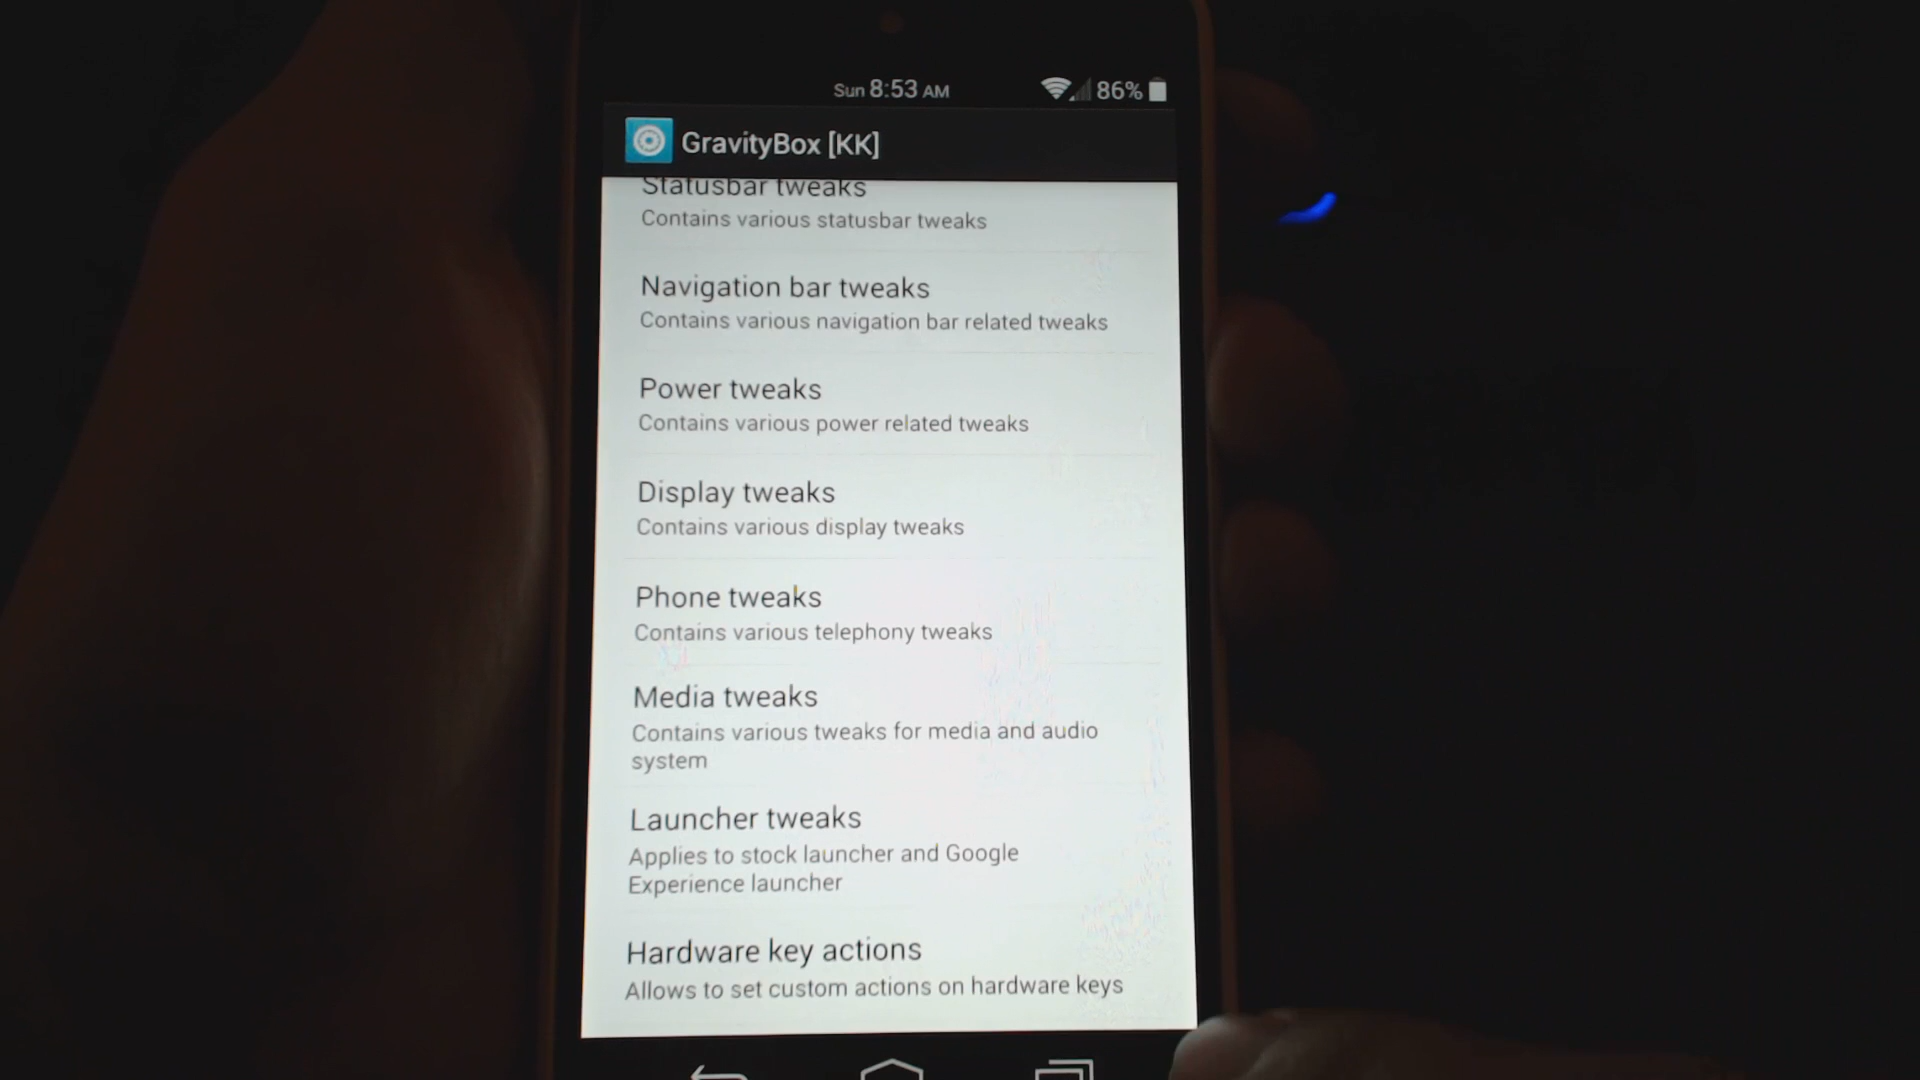 Sun 8:53 AM 86%
GravityBox [KK]
Statusbar tweaks
Contains various statusbar tweaks
Navigation bar tweaks
Contains various navigation bar related tweaks
Power tweaks
Contains various power related tweaks
Display tweaks
Contains various display tweaks
Phone tweaks
Contains various telephony tweaks
Media tweaks
Contains various tweaks for media and audio
system
Launcher tweaks
Applies to stock launcher and Google
Experience launcher
Hardware key actions
Allows to set custom actions on hardware keys